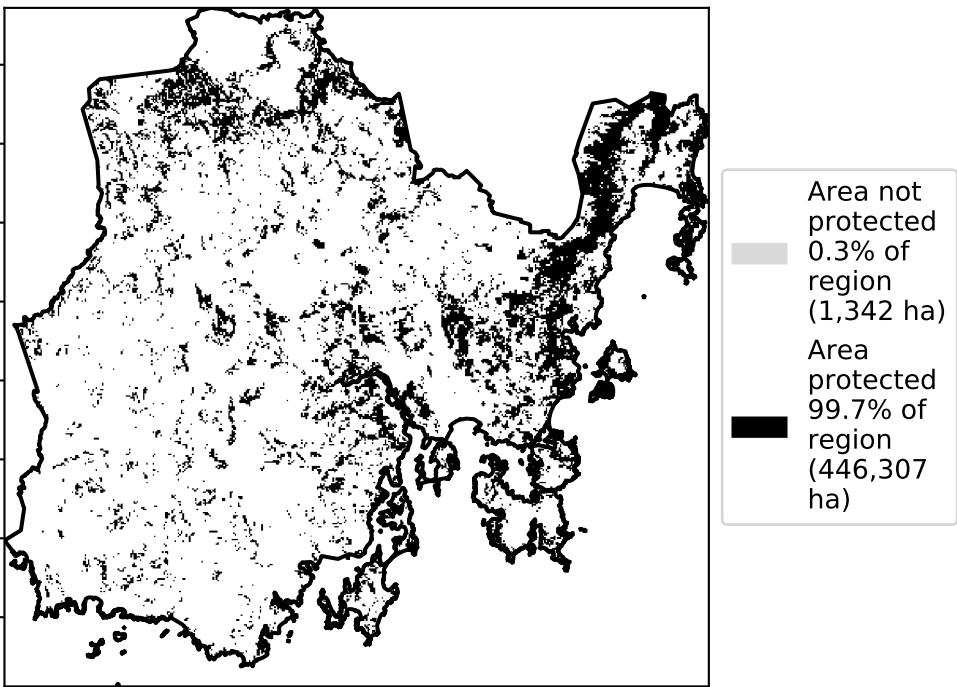 Area not
protected
0.3% of
region
(1,342 ha)
Area
protected
99.7% of
region
(446,307
ha)